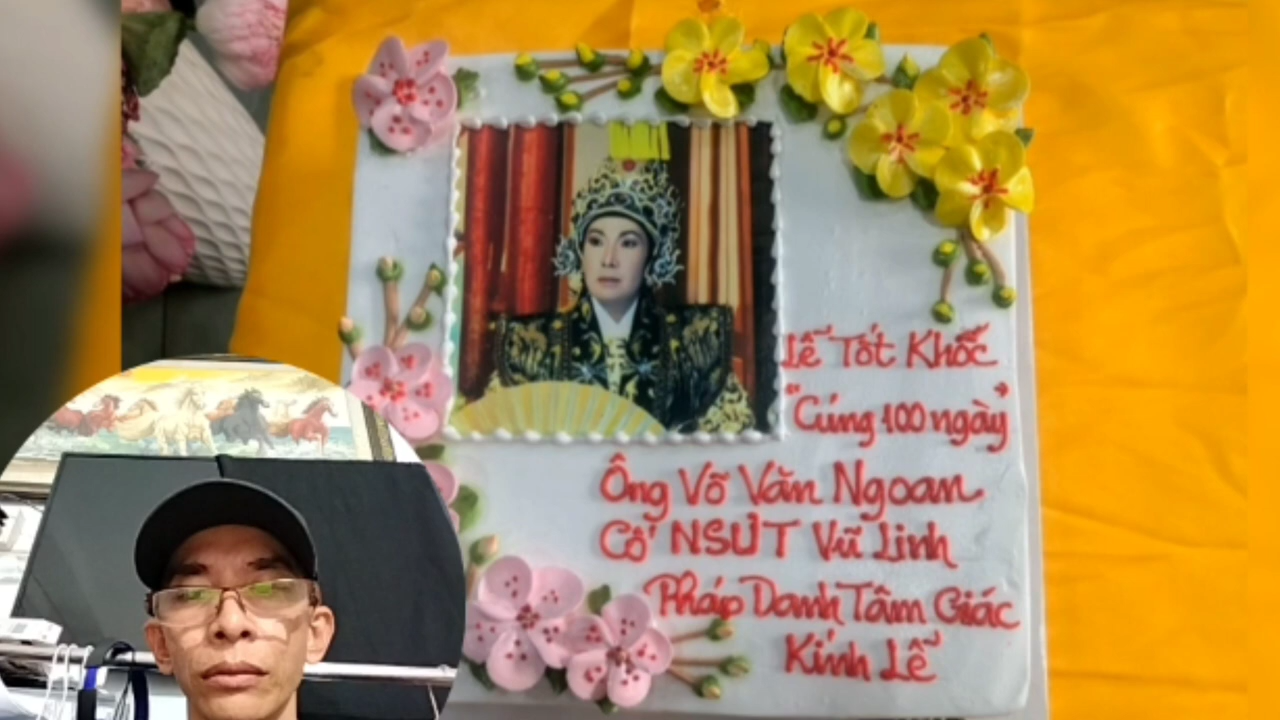 Lễ Tốt Khốc
"Cúng 100 ngày"
Ông Võ Văn Ngoan
Cố NSƯT Vũ Linh
Pháp Danh Tâm Giác
Kính Lễ